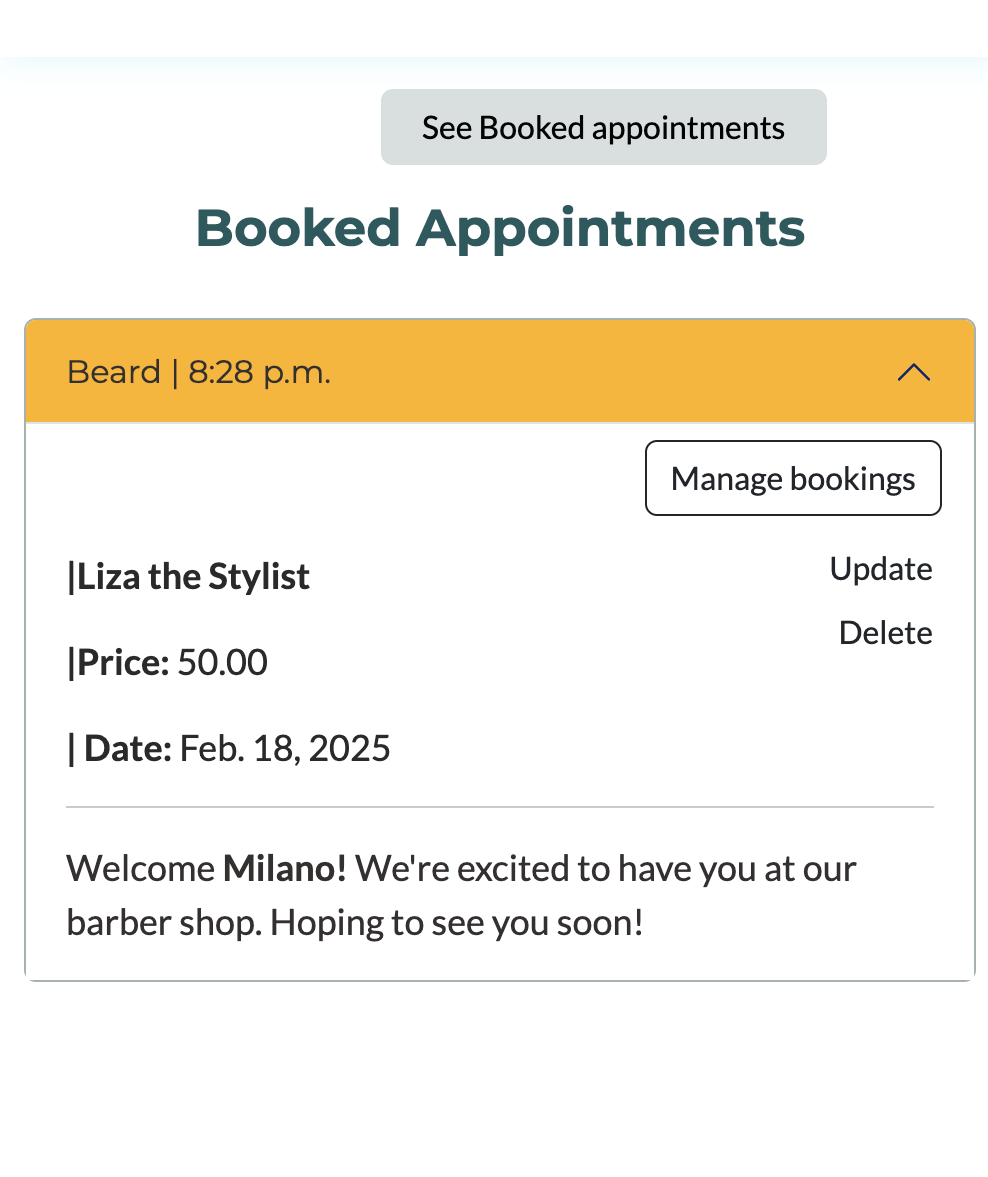 See Booked appointments
Booked Appointments
Beard | 8:28 p.m.
Manage bookings
|Liza the Stylist
Update
Delete
|Price: 50.00
| Date: Feb. 18, 2025
Welcome Milano! We're excited to have you at our
barber shop. Hoping to see you soon!